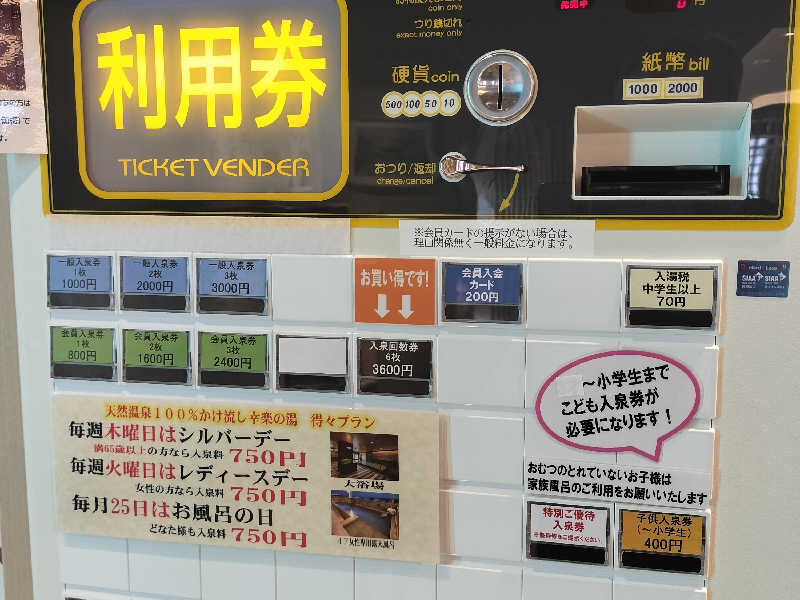 利用券
TICKET VENDER
coin only
つり銭切れ
exact money only
発売中
0
円
硬貨coin
500 100 50 10
紙幣bill
1000 2000
おつり/返却
change/cancel
※会員カードの提示がない場合は、
理由関係無く一般料金になります。
一般入泉券
1枚
1000円
一般入泉券
2枚
2000円
一般入泉券
3枚
3000円
お買い得です!
会員入会
カード
200円
入湯税
中学生以上
70円
会員入泉券
1枚
800円
会員入泉券
2枚
1600円
会員入泉券
3枚
2400円
入泉回数券
6枚
3600円
～小学生まで
こども入泉券が
必要になります!
天然温泉100%かけ流し幸楽の湯 得々プラン
毎週木曜日はシルバーデー
満65歳以上の方なら入泉料 750円
毎週火曜日はレディースデー
女性の方なら入泉料 750円
毎月25日はお風呂の日
どなた様も入泉料 750円
大浴場
おむつのとれていないお子様は
家族風呂のご利用をお願いいたします
特別ご優待
入泉券
子供入泉券
(～小学生)
400円